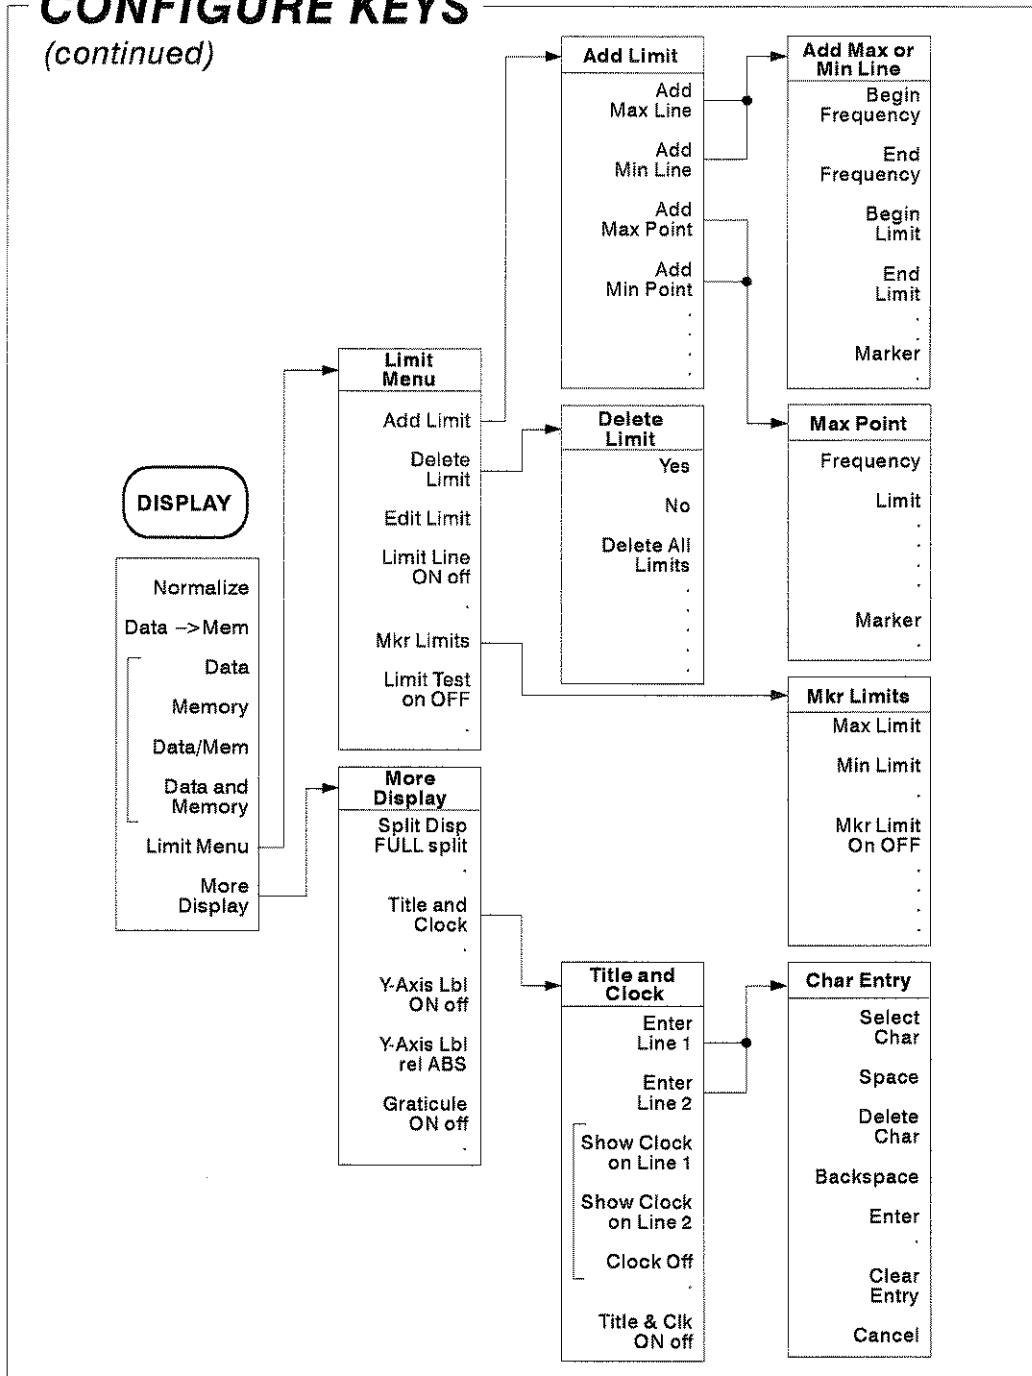 CONFIGURE KEYS
(continued)
DISPLAY
Normalize
Data –>Mem
Data
Memory
Data/Mem
Data and
Memory
Limit Menu
More
Display
Limit
Menu
Add Limit
Delete
Limit
Edit Limit
Limit Line
ON off
.
Mkr Limits
Limit Test
on OFF
.
More
Display
Split Disp
FULL split
.
Title and
Clock
.
Y-Axis Lbl
ON off
Y-Axis Lbl
rel ABS
Graticule
ON off
.
Add Limit
Add
Max Line
Add
Min Line
Add
Max Point
Add
Min Point
.
.
.
.
Delete
Limit
Yes
No
Delete All
Limits
.
.
.
.
.
Title and
Clock
Enter
Line 1
Enter
Line 2
Show Clock
on Line 1
Show Clock
on Line 2
Clock Off
.
Title & Clk
ON off
Add Max or
Min Line
Begin
Frequency
End
Frequency
Begin
Limit
End
Limit
.
Marker
.
Max Point
Frequency
Limit
.
.
.
.
Marker
.
Mkr Limits
Max Limit
Min Limit
.
Mkr Limit
On OFF
.
.
.
.
Char Entry
Select
Char
Space
Delete
Char
Backspace
Enter
.
Clear
Entry
Cancel